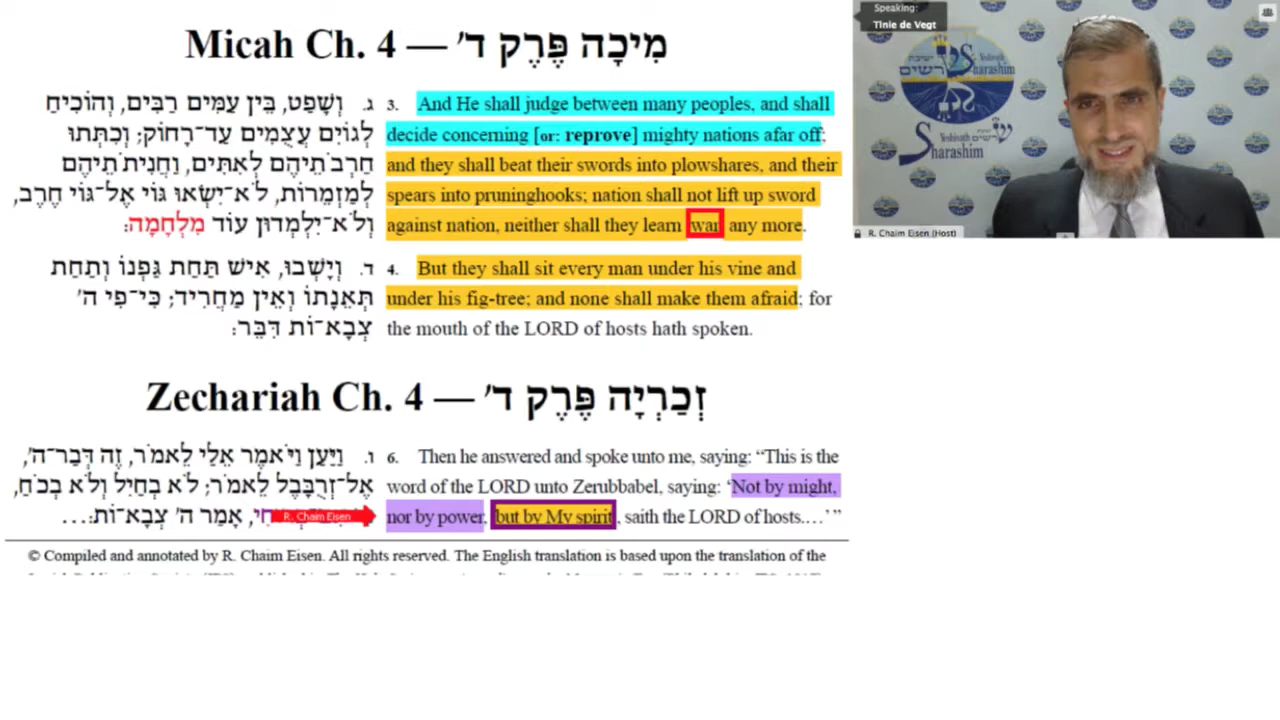 Micah Ch. 4 — מִיכָה פֶּרֶק ד׳
ג. וְשָׁפַט, בֵּין עַמִּים רַבִּים, וְהוֹכִיחַ
לְגוֹיִם עֲצֻמִים עַד־רָחוֹק; וְכִתְּתוּ
חַרְבֹתֵיהֶם לְאִתִּים, וַחֲנִיתֹתֵיהֶם
לְמַזְמֵרוֹת, לֹא־יִשְׂאוּ גּוֹי אֶל־גּוֹי חֶרֶב,
וְלֹא־יִלְמְדוּן עוֹד מִלְחָמָה:
3. And He shall judge between many peoples, and shall
decide concerning [or: reprove] mighty nations afar off;
and they shall beat their swords into plowshares, and their
spears into pruninghooks; nation shall not lift up sword
against nation, neither shall they learn war any more.
ד. וְיָשְׁבוּ, אִישׁ תַּחַת גַּפְנוֹ וְתַחַת
תְּאֵנָתוֹ וְאֵין מַחֲרִיד; כִּי־פִי ה׳
צְבָא־וֹת דִּבֵּר:
4. But they shall sit every man under his vine and
under his fig-tree; and none shall make them afraid; for
the mouth of the LORD of hosts hath spoken.
Zechariah Ch. 4 — זְכַרְיָה פֶּרֶק ד׳
ו. וַיַּעַן וַיֹּאמֶר אֵלַי לֵאמֹר, זֶה דְּבַר־ה׳,
אֶל־זְרֻבָּבֶל לֵאמֹר; לֹא בְחַיִל וְלֹא בְכֹחַ,
אָמַר ה׳ צְבָא־וֹת:...
R. Chaim Eisen
6. Then he answered and spoke unto me, saying: “This is the
word of the LORD unto Zerubbabel, saying: ‘Not by might,
nor by power, but by My spirit, saith the LORD of hosts.…’”
© Compiled and annotated by R. Chaim Eisen. All rights reserved. The English translation is based upon the translation of the
Speaking:
Tinie de Vegt
ישיבת
שרשים
Yeshivath
Sharashim
Yeshivath
Sharashim
R. Chaim Eisen (Host)